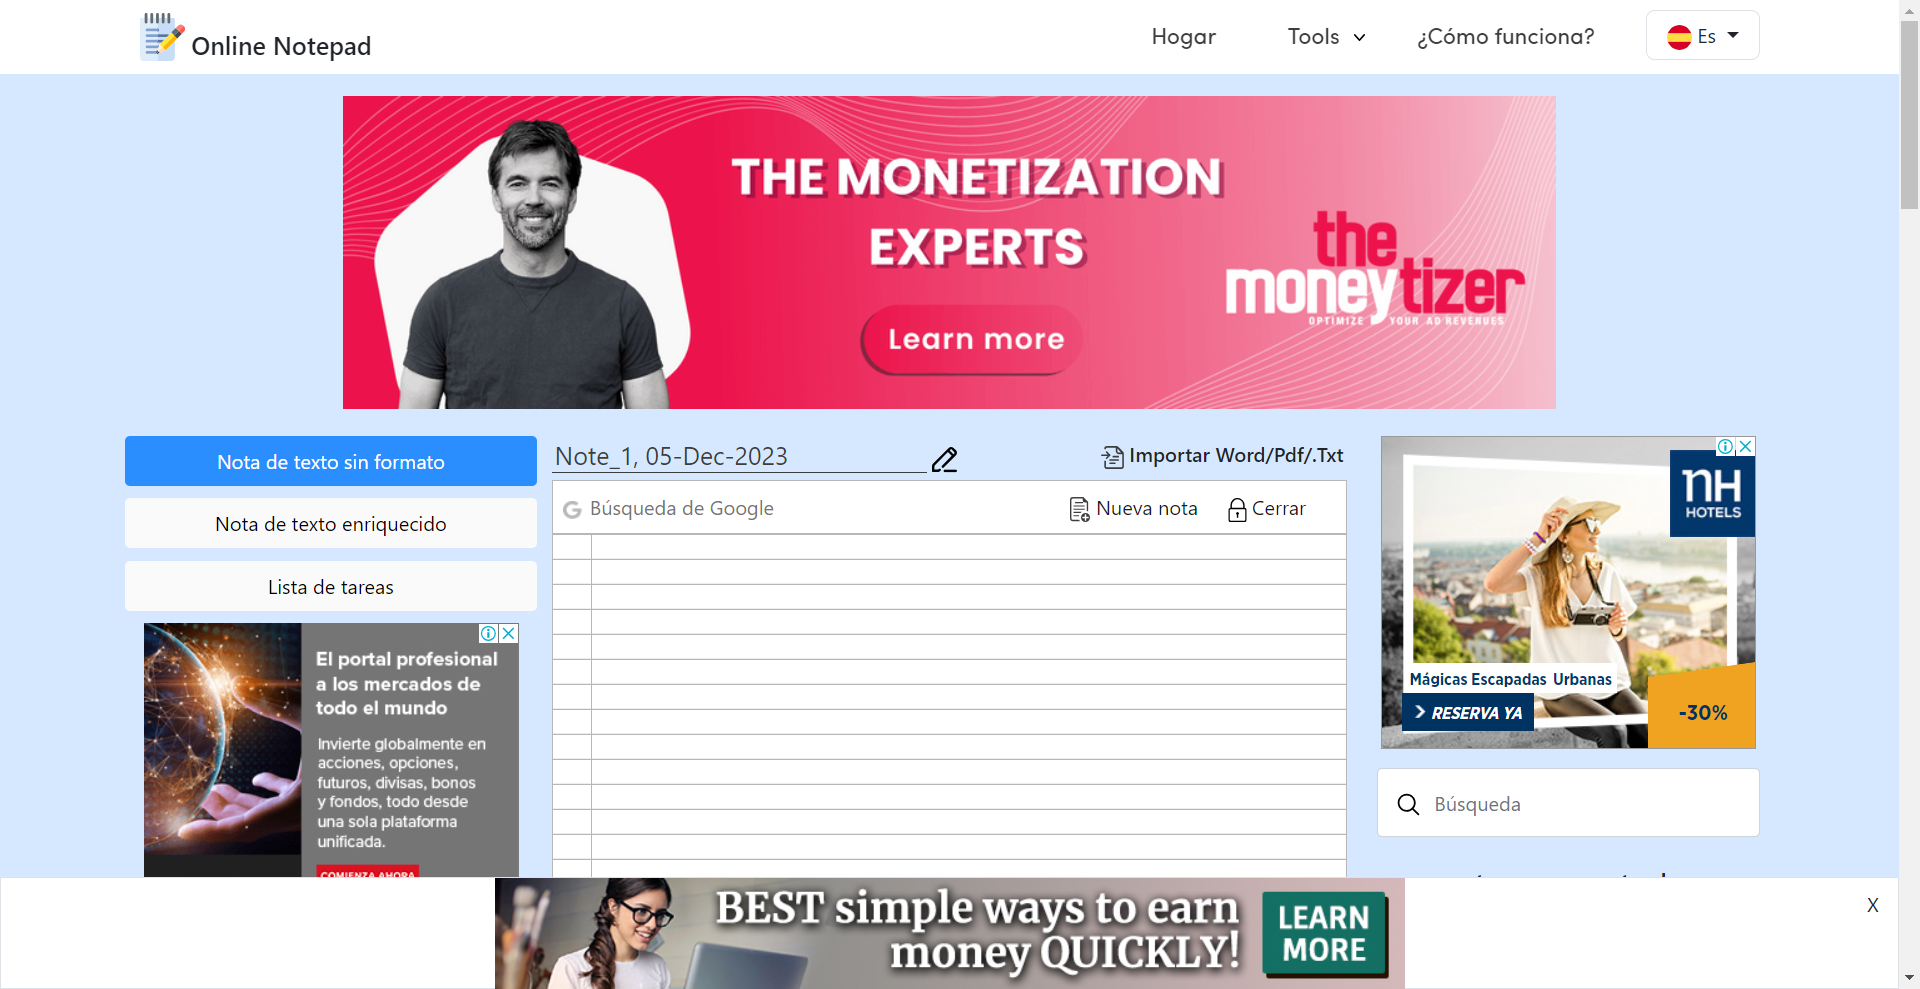 Online Notepad
Hogar
Tools
¿Cómo funciona?
Es
THE MONETIZATION
EXPERTS
Learn more
the
moneytizer
OPTIMIZE YOUR AD REVENUES
Nota de texto sin formato
Nota de texto enriquecido
Lista de tareas
El portal profesional
a los mercados de
todo el mundo
Invierte globalmente en
acciones, opciones,
futuros, divisas, bonos
y fondos, todo desde
una sola plataforma
unificada.
COMIENZA AHORA
Note_1, 05-Dec-2023
Importar Word/Pdf/.Txt
Búsqueda de Google
Nueva nota
Cerrar
nH
HOTELS
Mágicas Escapadas Urbanas
> RESERVA YA
-30%
Búsqueda
BEST simple ways to earn
money QUICKLY!
LEARN
MORE
X